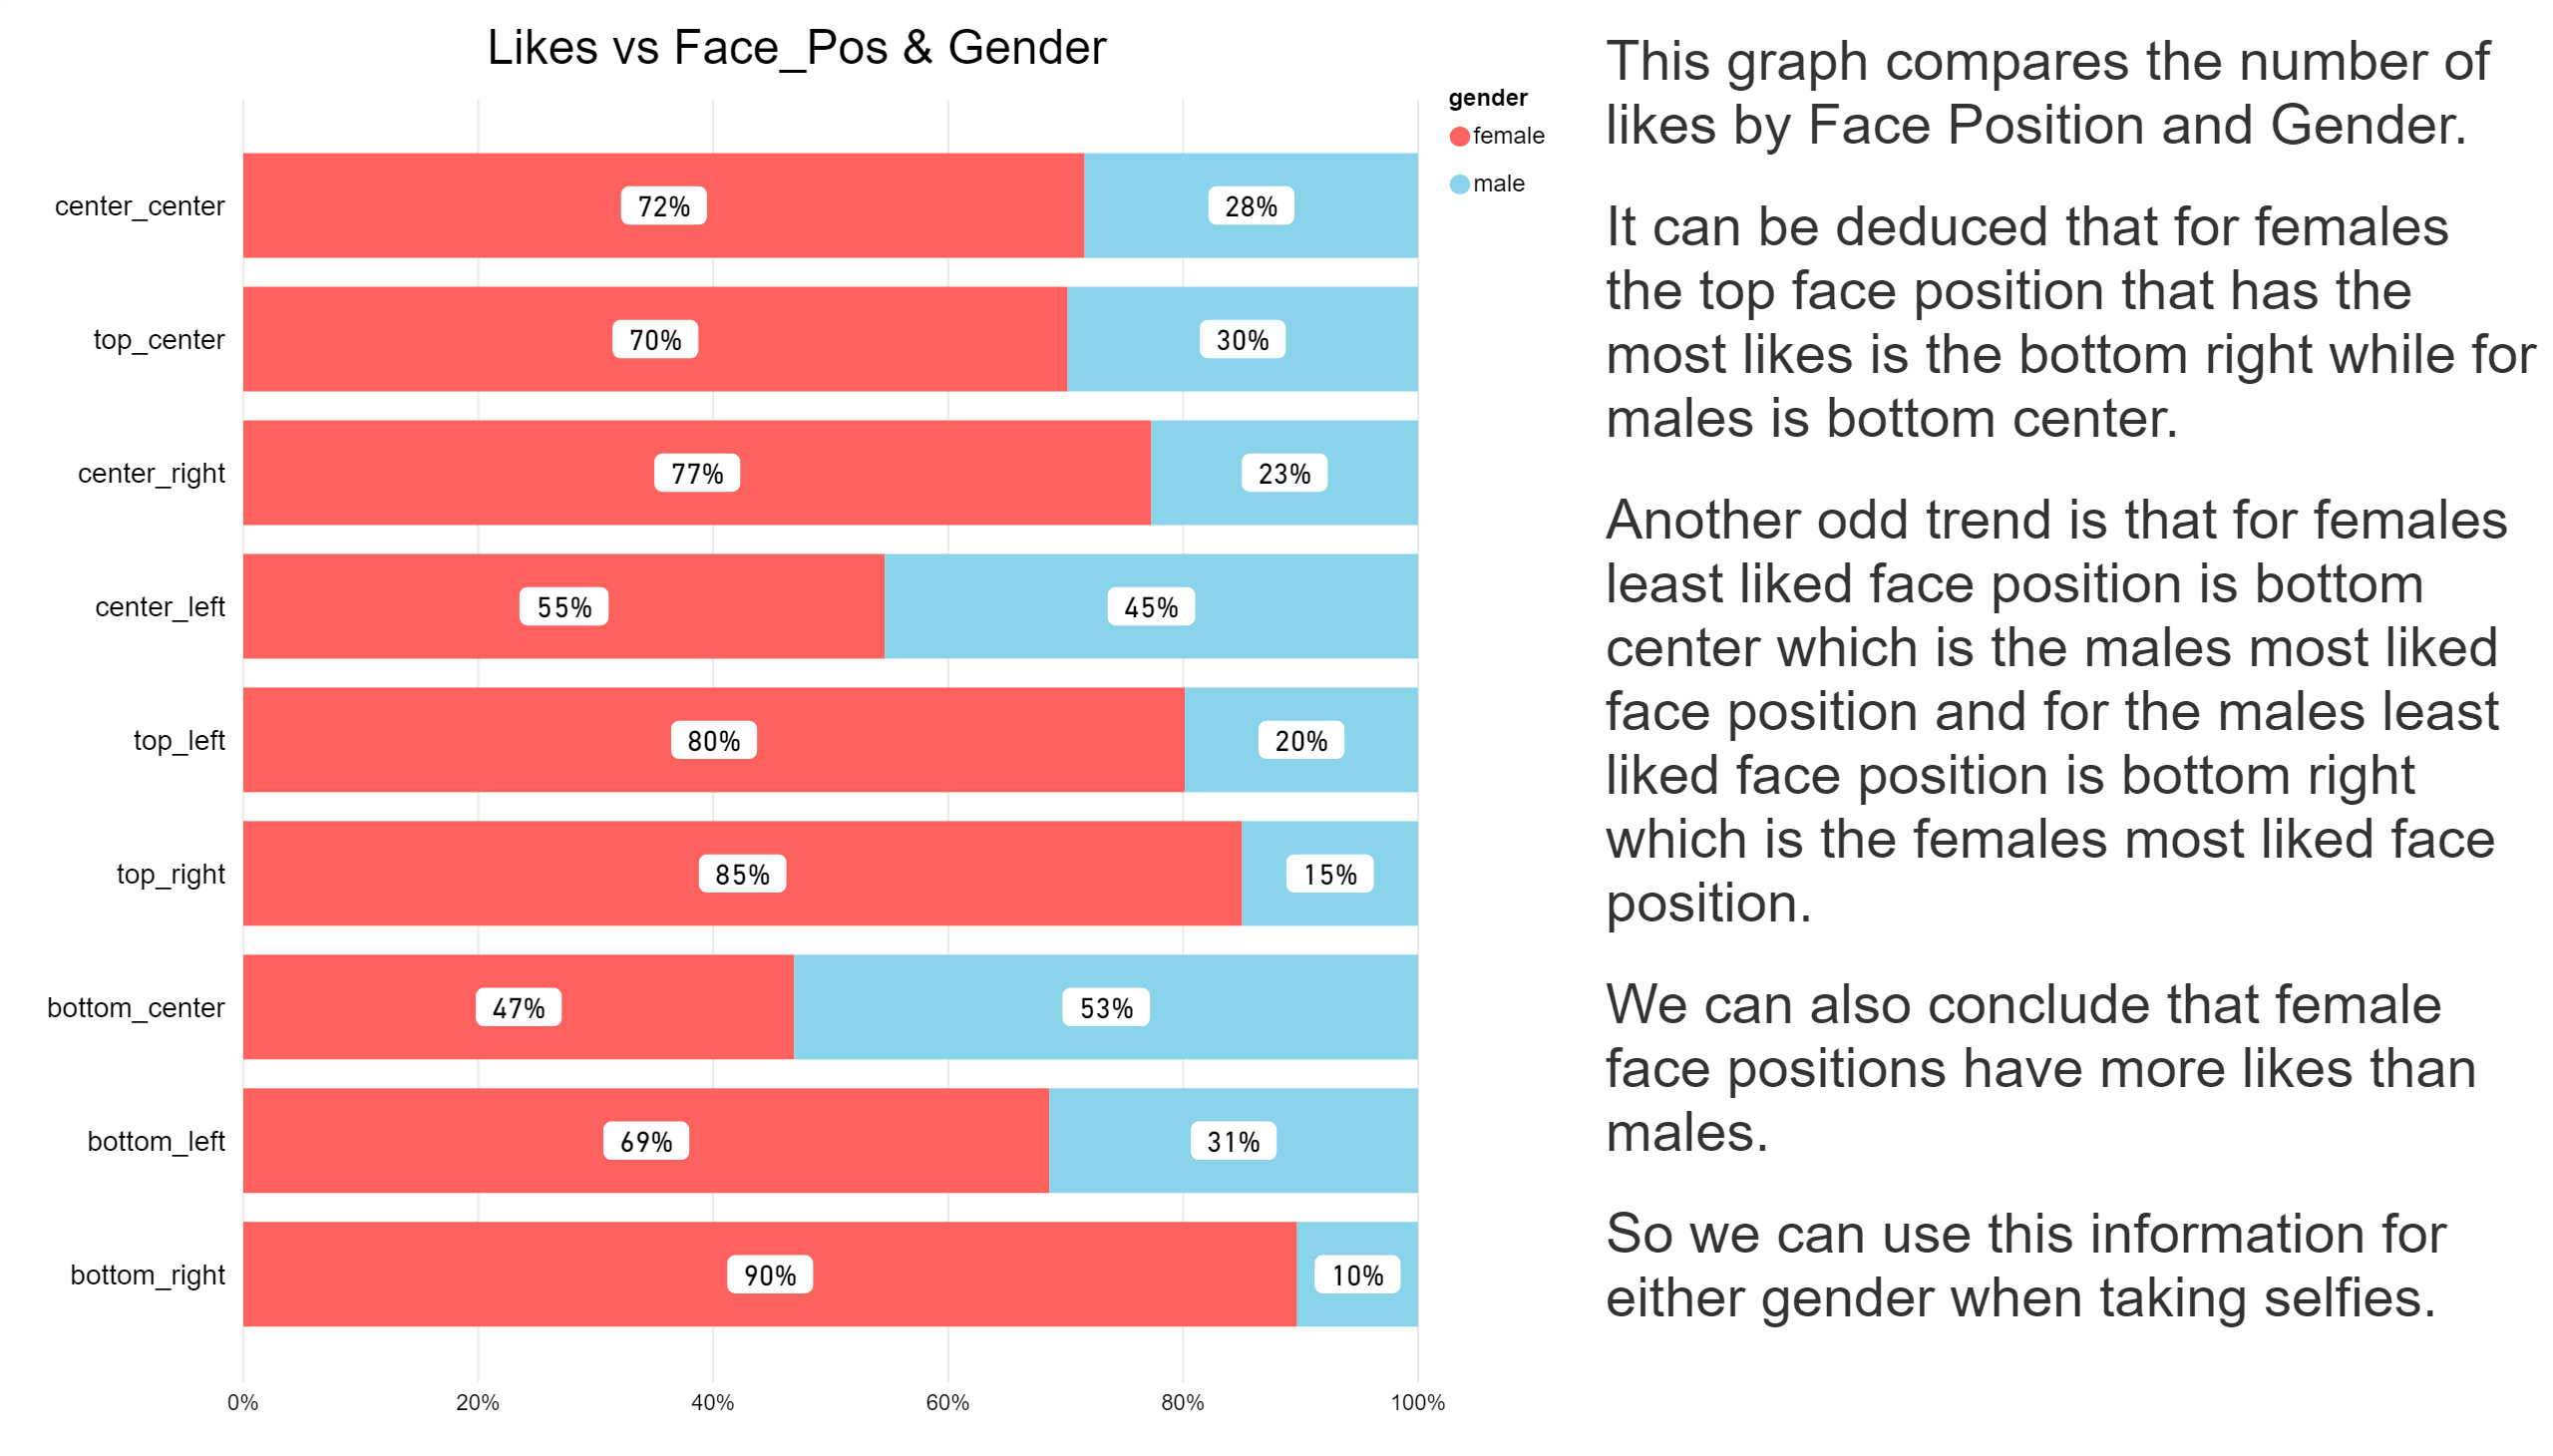 Likes vs Face_Pos & Gender
gender
female
male
center_center
72%
28%
top_center
70%
30%
center_right
77%
23%
center_left
55%
45%
top_left
80%
20%
top_right
85%
15%
bottom_center
47%
53%
bottom_left
69%
31%
bottom_right
90%
10%
0%
20%
40%
60%
80%
100%
This graph compares the number of
likes by Face Position and Gender.
It can be deduced that for females
the top face position that has the
most likes is the bottom right while for
males is bottom center.
Another odd trend is that for females
least liked face position is bottom
center which is the males most liked
face position and for the males least
liked face position is bottom right
which is the females most liked face
position.
We can also conclude that female
face positions have more likes than
males.
So we can use this information for
either gender when taking selfies.